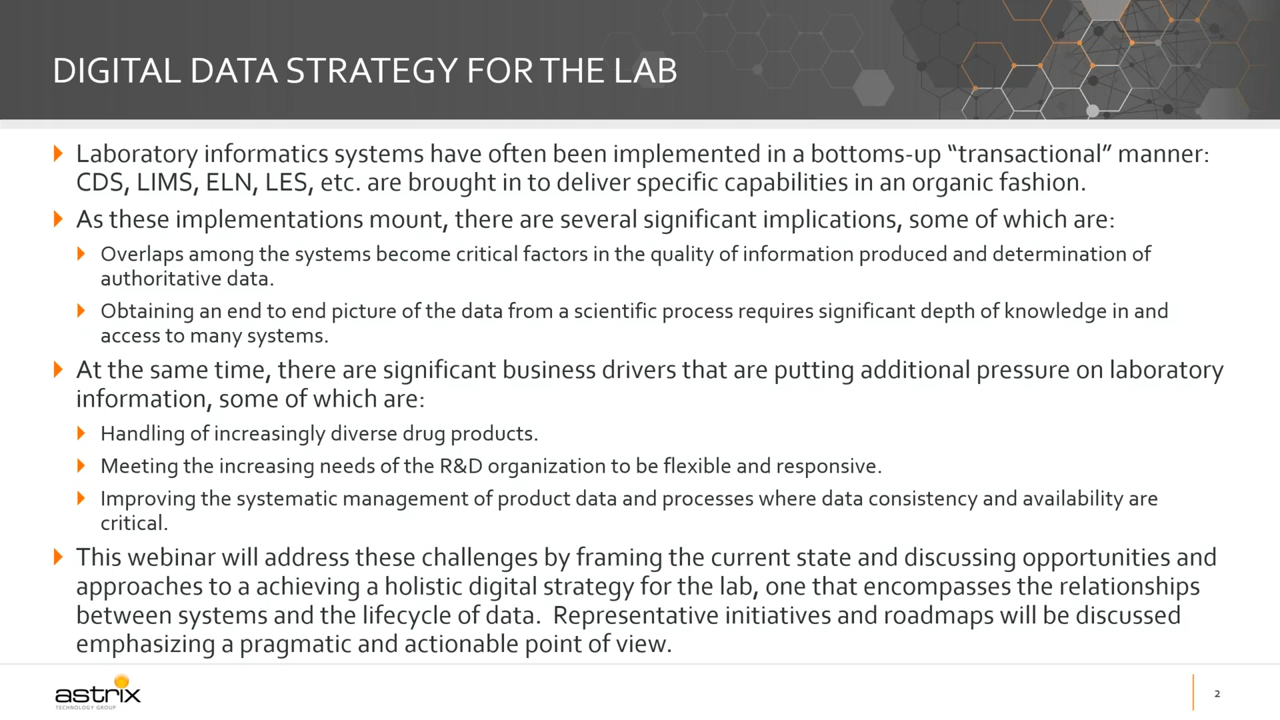 DIGITAL DATA STRATEGY FOR THE LAB
Laboratory informatics systems have often been implemented in a bottoms-up “transactional” manner:
CDS, LIMS, ELN, LES, etc. are brought in to deliver specific capabilities in an organic fashion.
As these implementations mount, there are several significant implications, some of which are:
Overlaps among the systems become critical factors in the quality of information produced and determination of
authoritative data.
Obtaining an end to end picture of the data from a scientific process requires significant depth of knowledge in and
access to many systems.
At the same time, there are significant business drivers that are putting additional pressure on laboratory
information, some of which are:
Handling of increasingly diverse drug products.
Meeting the increasing needs of the R&D organization to be flexible and responsive.
Improving the systematic management of product data and processes where data consistency and availability are
critical.
This webinar will address these challenges by framing the current state and discussing opportunities and
approaches to a achieving a holistic digital strategy for the lab, one that encompasses the relationships
between systems and the lifecycle of data.  Representative initiatives and roadmaps will be discussed
emphasizing a pragmatic and actionable point of view.
astrix
TECHNOLOGY GROUP
2